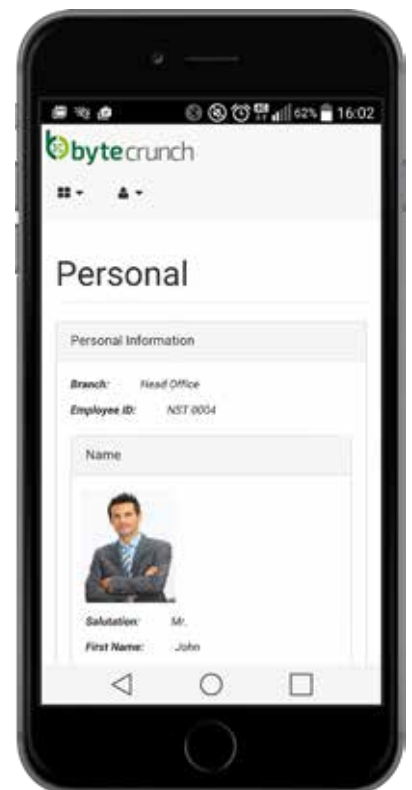 62% 16:02
bytecrunch
Personal
Personal Information
Branch: Head Office
Employee ID: NST 0004
Name
Salutation: Mr.
First Name: John